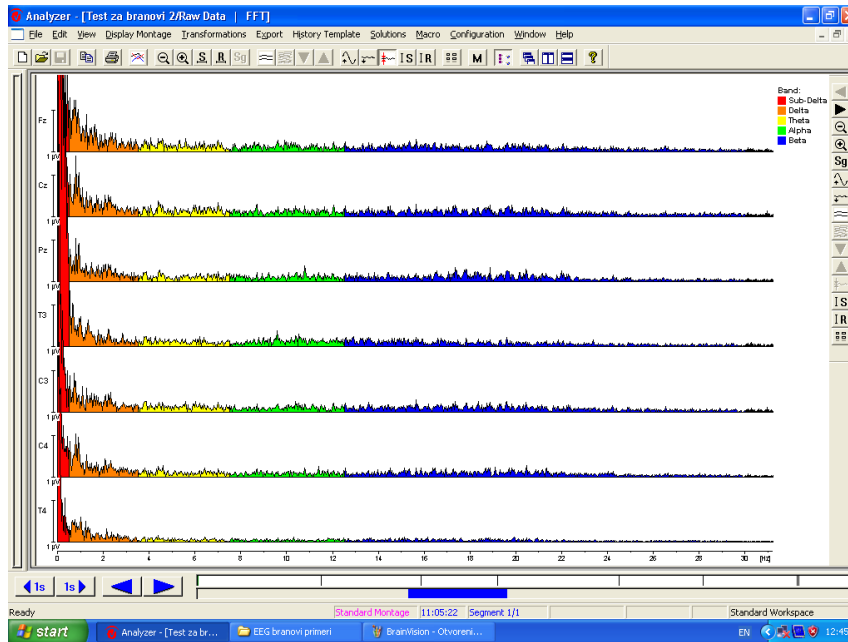 Analyzer - [Test za branovi 2/Raw Data | FFT]
File Edit View Display Montage Transformations Export History Template Solutions Macro Configuration Window Help
S R Sg I S I R M ?
Band:
Sub-Delta
Delta
Theta
Alpha
Beta
Fz
1 µV
Cz
1 µV
Pz
1 µV
T3
1 µV
C3
1 µV
C4
1 µV
T4
1 µV
0 2 4 6 8 10 12 14 16 18 20 22 24 26 28 30 [Hz]
Sg
I S
I R
1s 1s
Ready Standard Montage 11:05:22 Segment 1/1 Standard Workspace
start Analyzer - [Test za br... EEG branovi primeri BrainVision - Otvoreni... EN 12:45